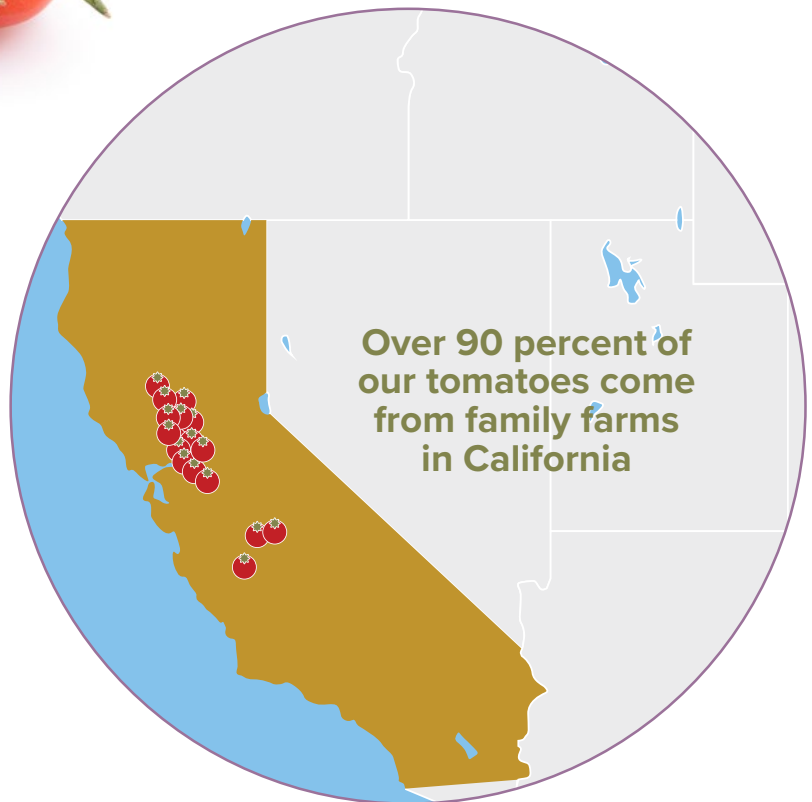 Over 90 percent of
our tomatoes come
from family farms
in California